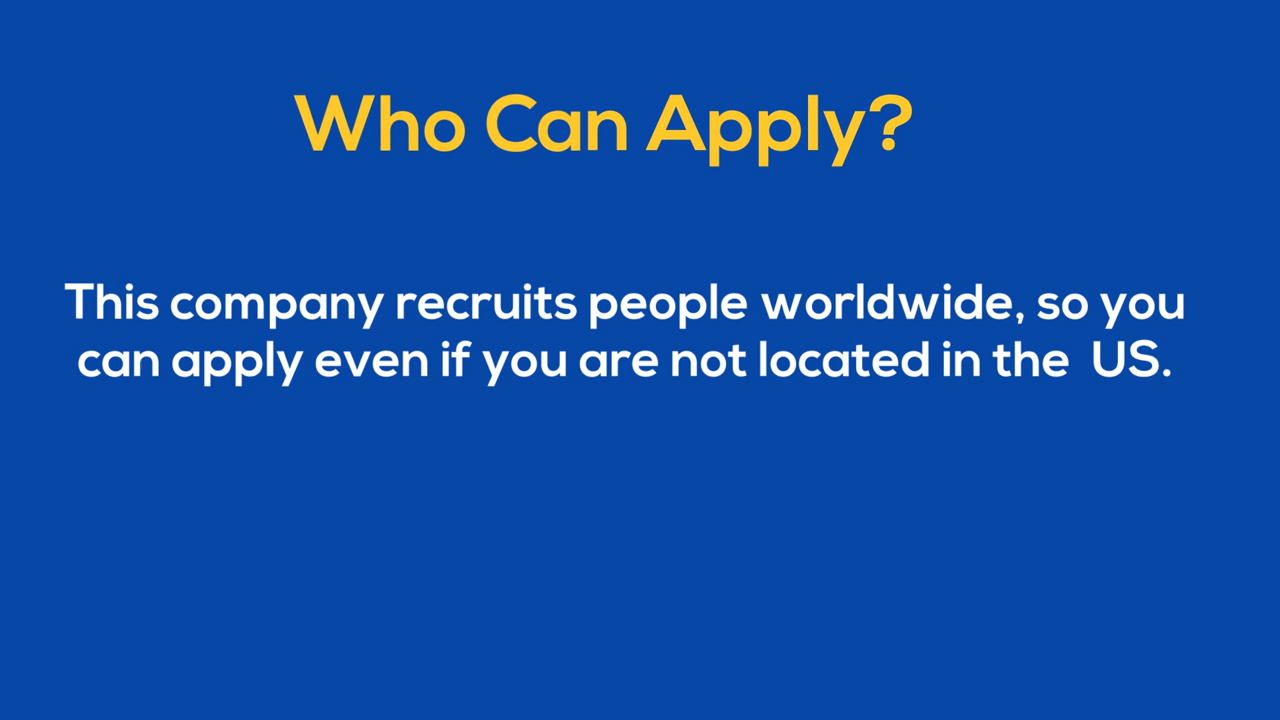 Who Can Apply?
This company recruits people worldwide, so you
can apply even if you are not located in the  US.